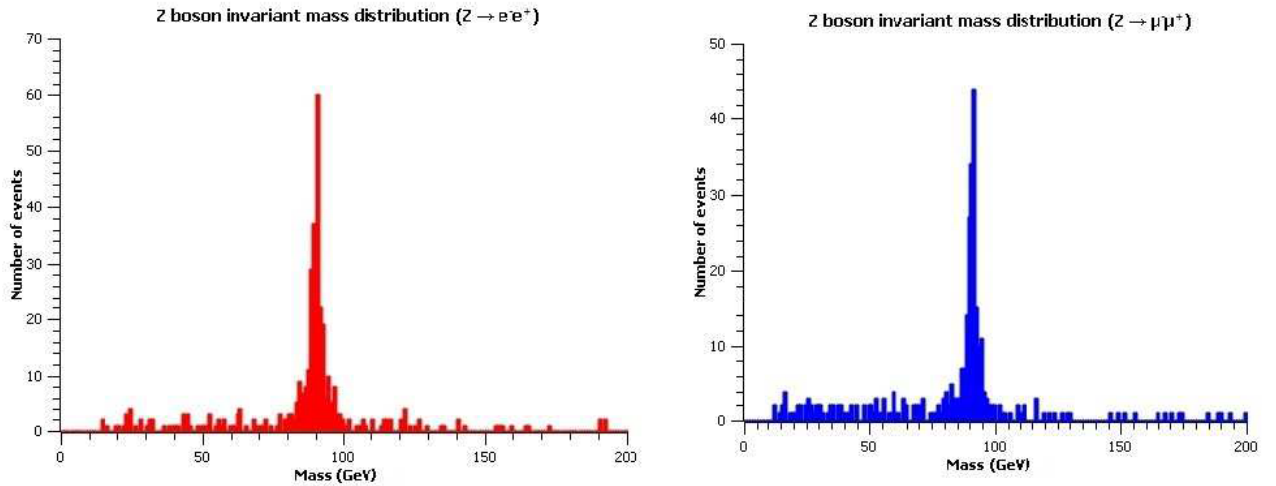 Z boson invariant mass distribution (Z → e⁻e⁺)
70
60
50
40
30
20
10
0
Number of events
0 50 100 150 200
Mass (GeV)
Z boson invariant mass distribution (Z → μ⁻μ⁺)
50
40
30
20
10
0
Number of events
0 50 100 150 200
Mass (GeV)